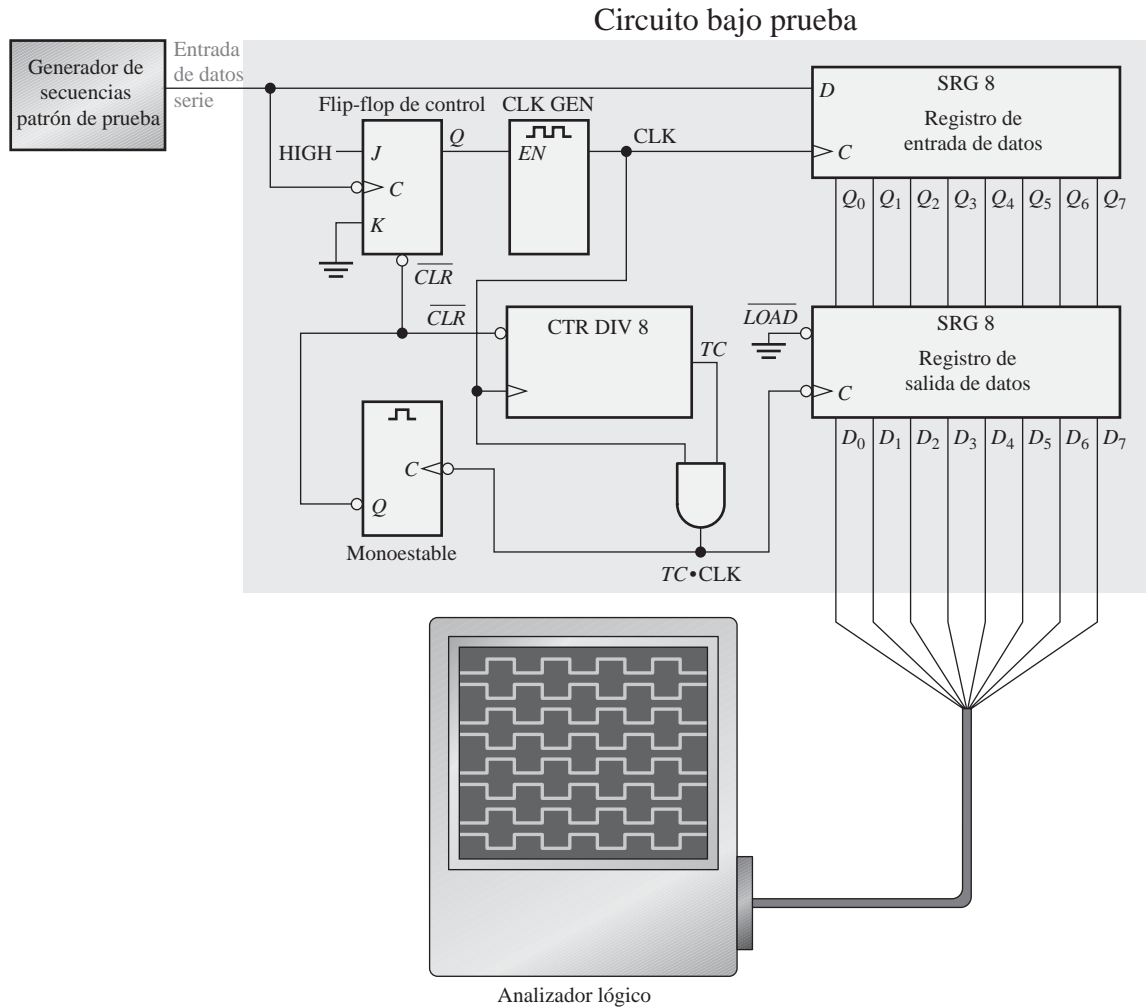 Circuito bajo prueba
Generador de
secuencias
patrón de prueba
Entrada
de datos
serie
Flip-flop de control
CLK GEN
SRG 8
Registro de
entrada de datos
D
C
HIGH
J
C
K
Q
EN
CLK
CLR
Q0 Q1 Q2 Q3 Q4 Q5 Q6 Q7
CLR
CTR DIV 8
TC
LOAD
SRG 8
Registro de
salida de datos
C
D0 D1 D2 D3 D4 D5 D6 D7
C
Q
Monoestable
TC•CLK
Analizador lógico